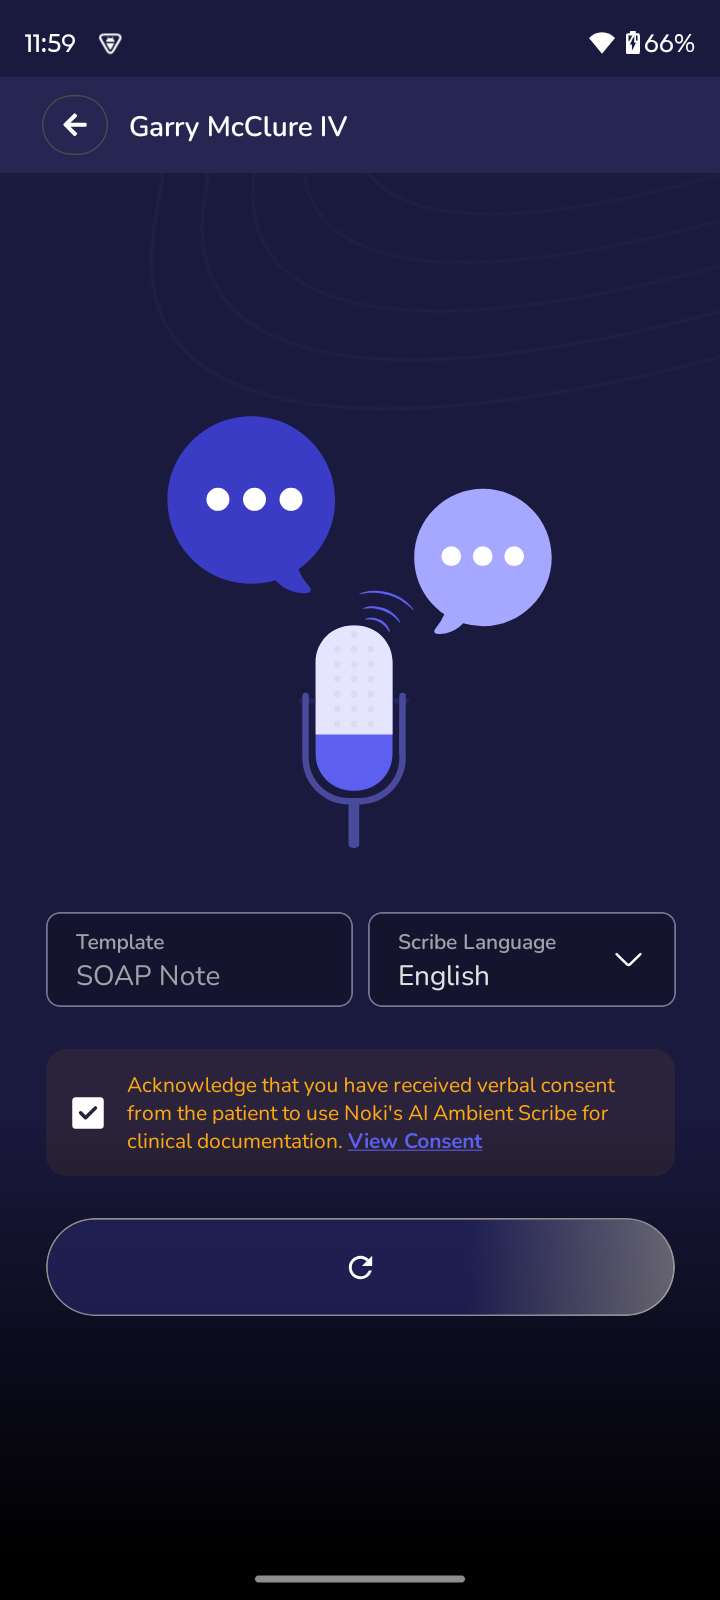 11:59
66%
Garry McClure IV
Template
SOAP Note
Scribe Language
English
Acknowledge that you have received verbal consent
from the patient to use Noki's AI Ambient Scribe for
clinical documentation. View Consent